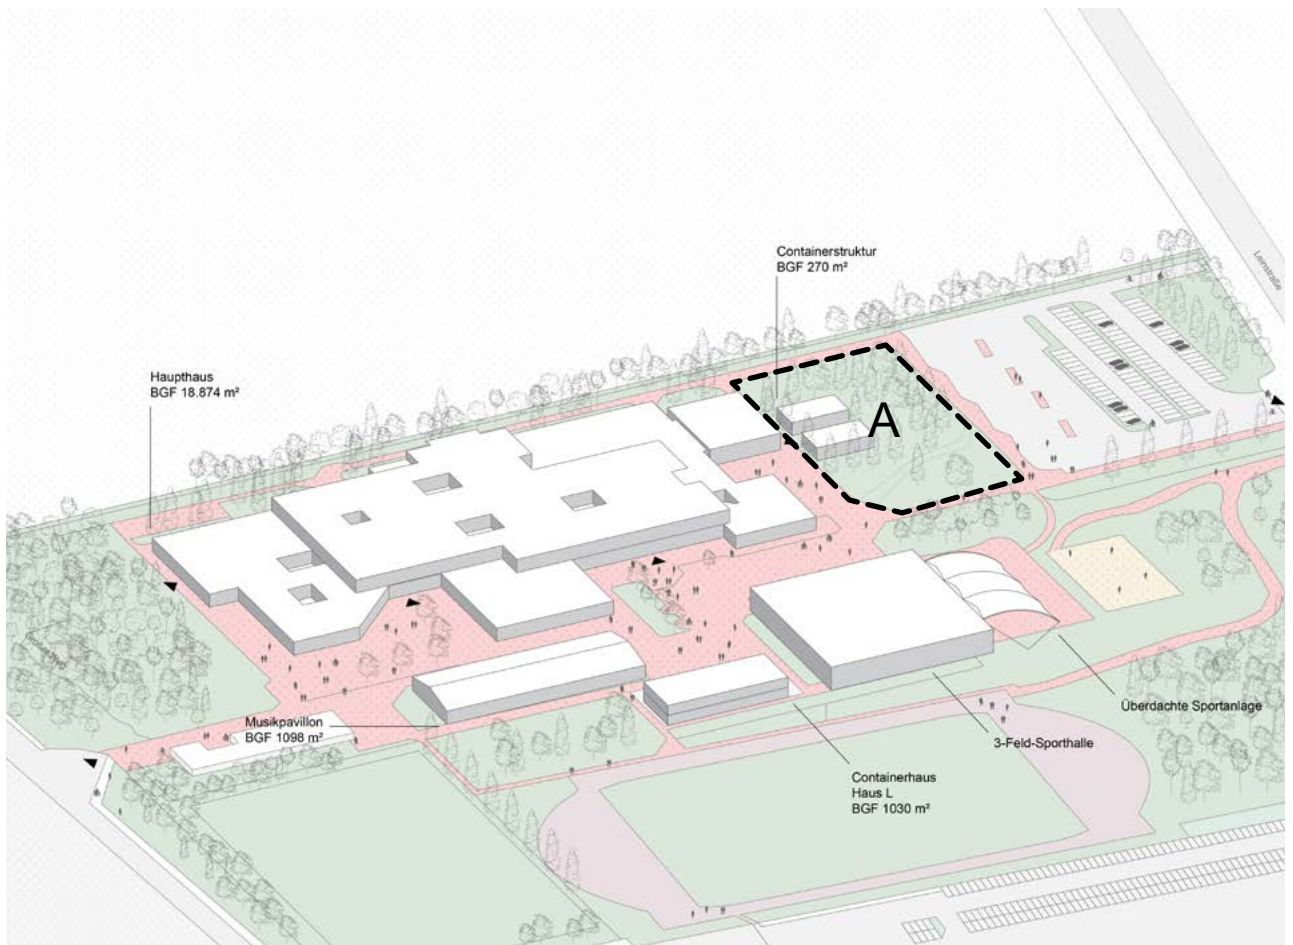 Leinstraße
Containerstruktur
BGF 270 m²
Haupthaus
BGF 18.874 m²
A
Überdachte Sportanlage
Musikpavillon
BGF 1098 m²
3-Feld-Sporthalle
Containerhaus
Haus L
BGF 1030 m²